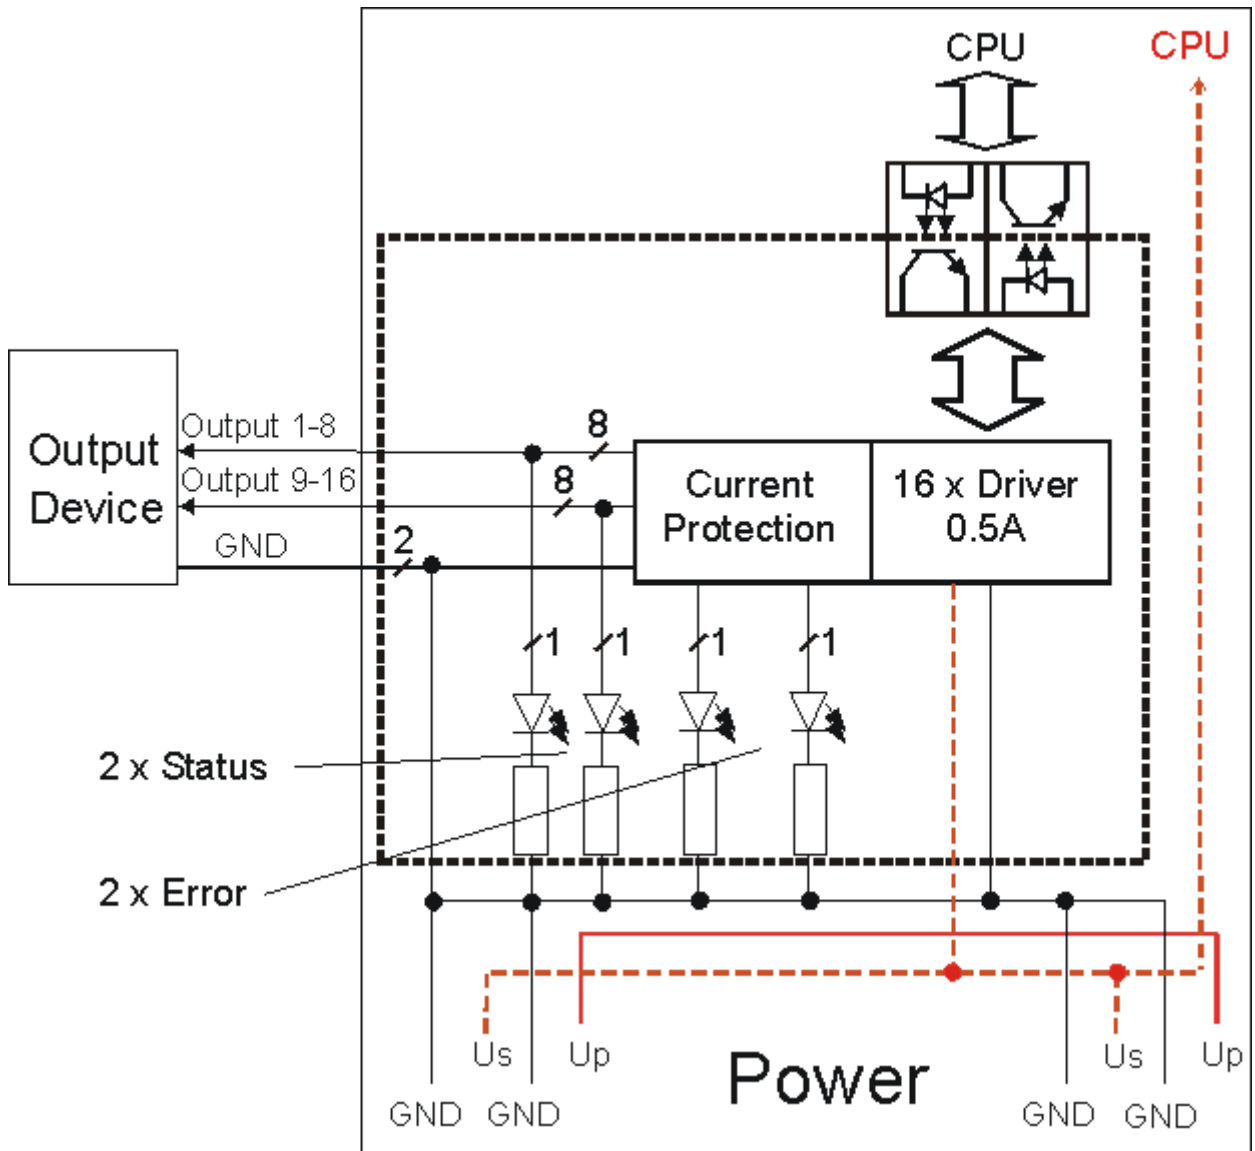 CPU CPU
Output 1-8
8
Output
Device
Output 9-16
8
GND
2
Current
Protection
16 x Driver
0.5A
1 1 1 1
2 x Status
2 x Error
Us Up Us Up
Power
GND GND GND GND